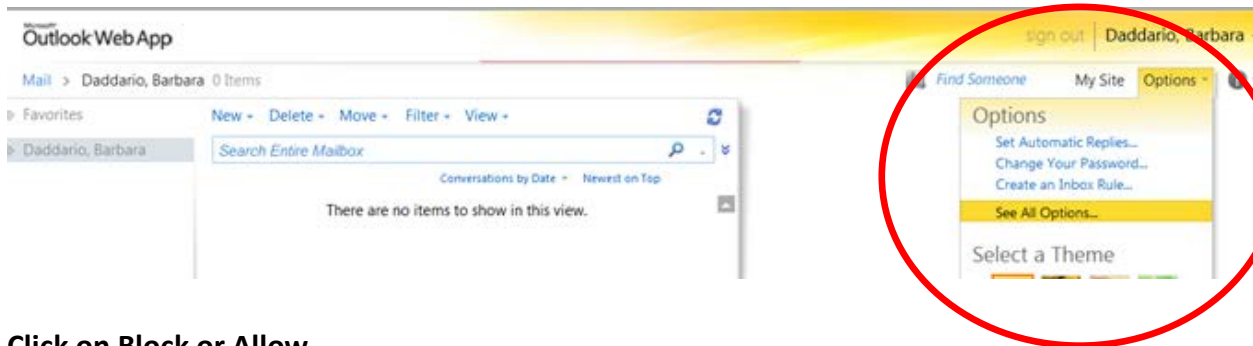 Microsoft
Outlook Web App
sign out | Daddario, Barbara
Mail > Daddario, Barbara 0 Items
Find Someone My Site Options
Favorites
Daddario, Barbara
New Delete Move Filter View
Search Entire Mailbox
Conversations by Date Newest on Top
There are no items to show in this view.
Options
Set Automatic Replies...
Change Your Password...
Create an Inbox Rule...
See All Options...
Select a Theme
Click on Block or Allow